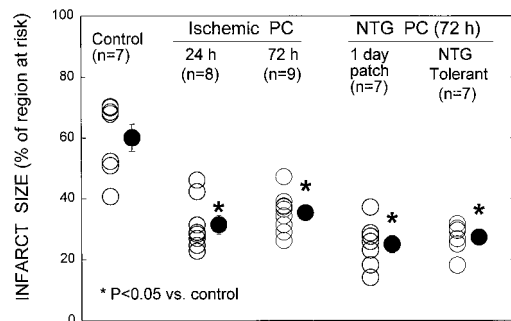 INFARCT SIZE (% of region at risk)
100
80
60
40
20
0
Control
(n=7)
Ischemic PC
24 h
(n=8)
72 h
(n=9)
NTG PC (72 h)
1 day
patch
(n=7)
NTG
Tolerant
(n=7)
*
*
*
*
* P<0.05 vs. control